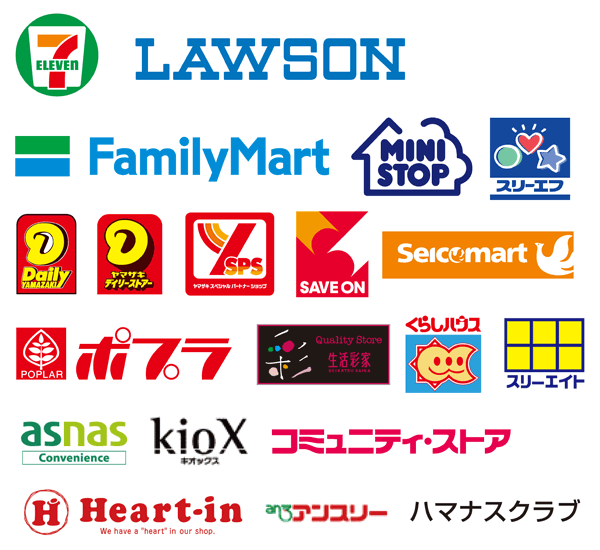 7
ELEVEN
LAWSON
FamilyMart
MINI
STOP
スリーエフ
Daily
YAMAZAKI
ヤマザキ
デイリーストアー
YSPS
ヤマザキ スペシャル パートナー ショップ
SAVE ON
Seicomart
POPLAR
ポプラ
Quality Store
生活彩家
SEIKATSU SAIKA
くらしハウス
スリーエイト
asnas
Convenience
kioX
キオックス
コミュニティ・ストア
H
Heart-in
We have a "heart" in our shop.
an3
アンスリー
ハマナスクラブ